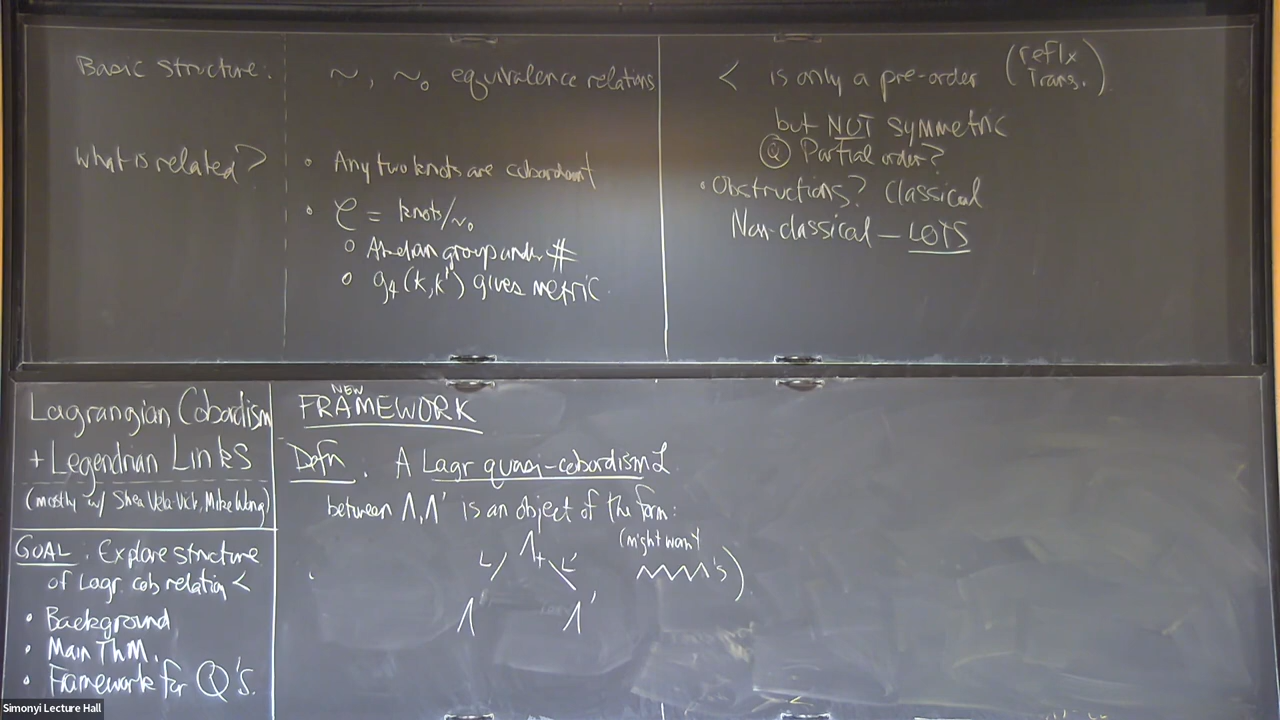 Basic structure:
~, ~₀ equivalence relations
< is only a pre-order (reflx Trans.)
but NOT symmetric
Q Partial order?
What is related?
• Any two knots are cobordant
• C = knots/~₀
○ Abelian group under #
○ g₄(K,K') gives metric
• Obstructions? Classical
Non-classical – LOTS
Lagrangian Cobordism
+ Legendrian Links
(mostly w/ Shea Vela-Vick, Mike Wong)
GOAL: Explore structure
of Lagr. cob relation <
• Background
• Main Thm.
• Framework for Q's.
NEW
FRAMEWORK
Defn. A Lagr quasi-cobordism L
between Λ, Λ' is an object of the form:
Λ₊
L L'
Λ Λ'
(might want
's)
Simonyi Lecture Hall